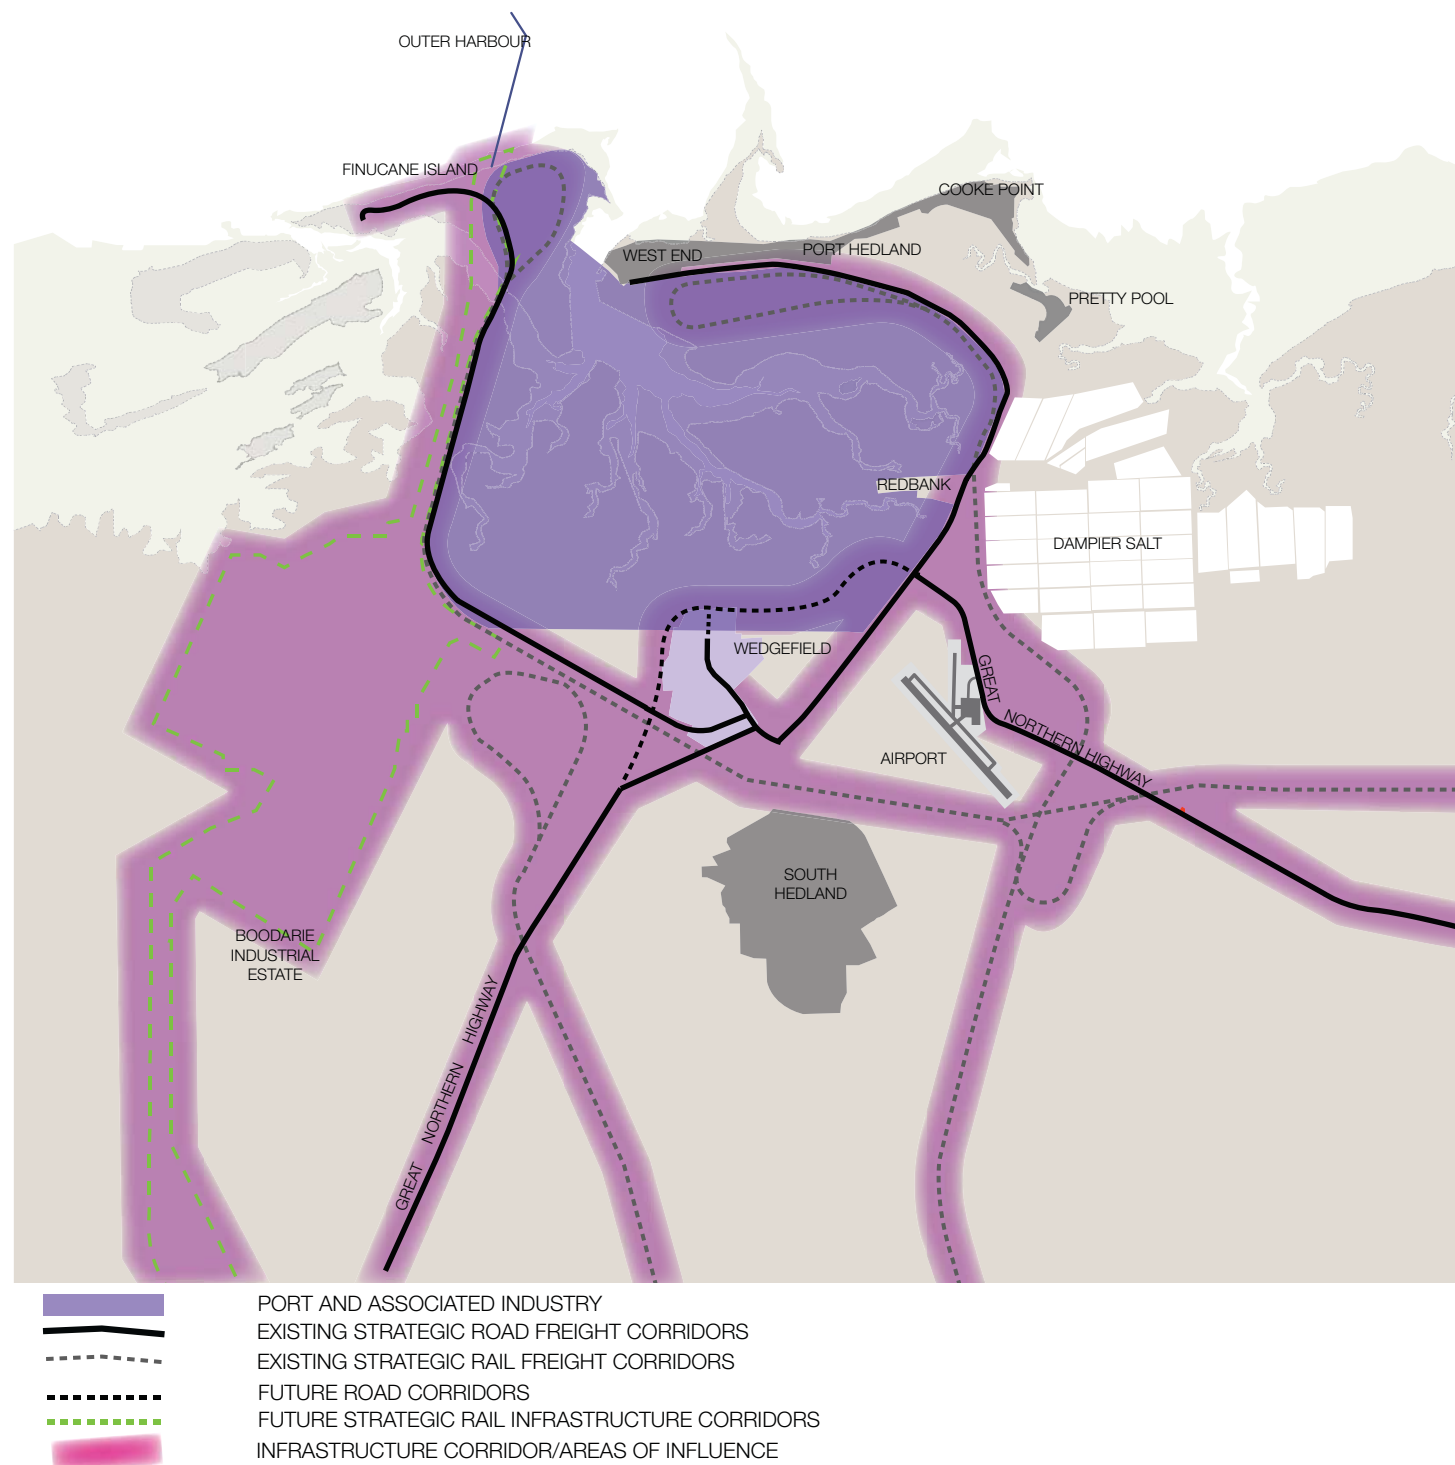 OUTER HARBOUR
FINUCANE ISLAND
COOKE POINT
WEST END
PORT HEDLAND
PRETTY POOL
REDBANK
DAMPIER SALT
WEDGEFIELD
GREAT
NORTHERN HIGHWAY
AIRPORT
SOUTH
HEDLAND
BOODARIE
INDUSTRIAL
ESTATE
GREAT NORTHERN HIGHWAY
PORT AND ASSOCIATED INDUSTRY
EXISTING STRATEGIC ROAD FREIGHT CORRIDORS
EXISTING STRATEGIC RAIL FREIGHT CORRIDORS
FUTURE ROAD CORRIDORS
FUTURE STRATEGIC RAIL INFRASTRUCTURE CORRIDORS
INFRASTRUCTURE CORRIDOR/AREAS OF INFLUENCE